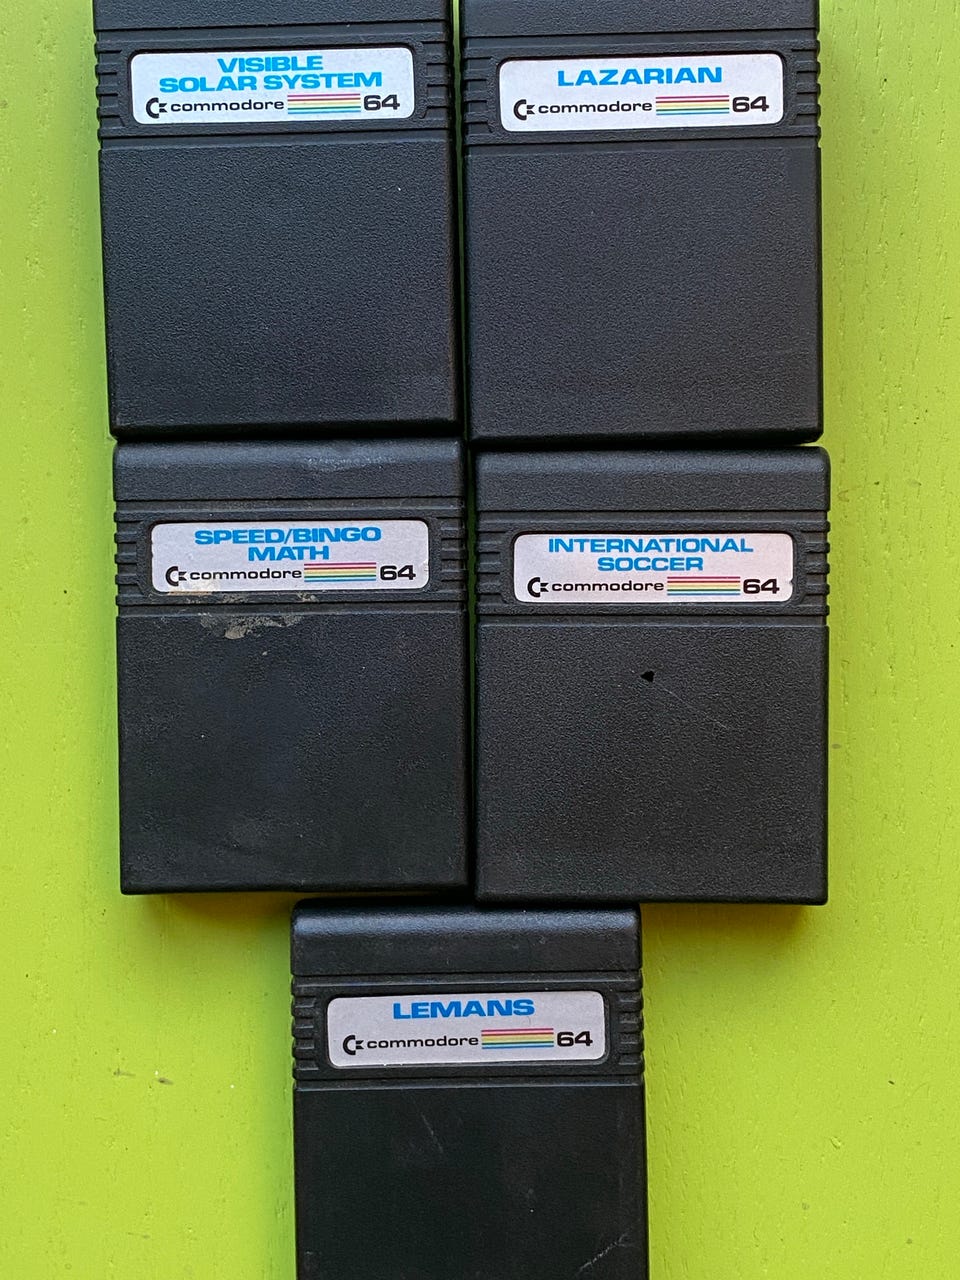 VISIBLE
SOLAR SYSTEM
commodore 64
LAZARIAN
commodore 64
SPEED/BINGO
MATH
commodore 64
INTERNATIONAL
SOCCER
commodore 64
LEMANS
commodore 64